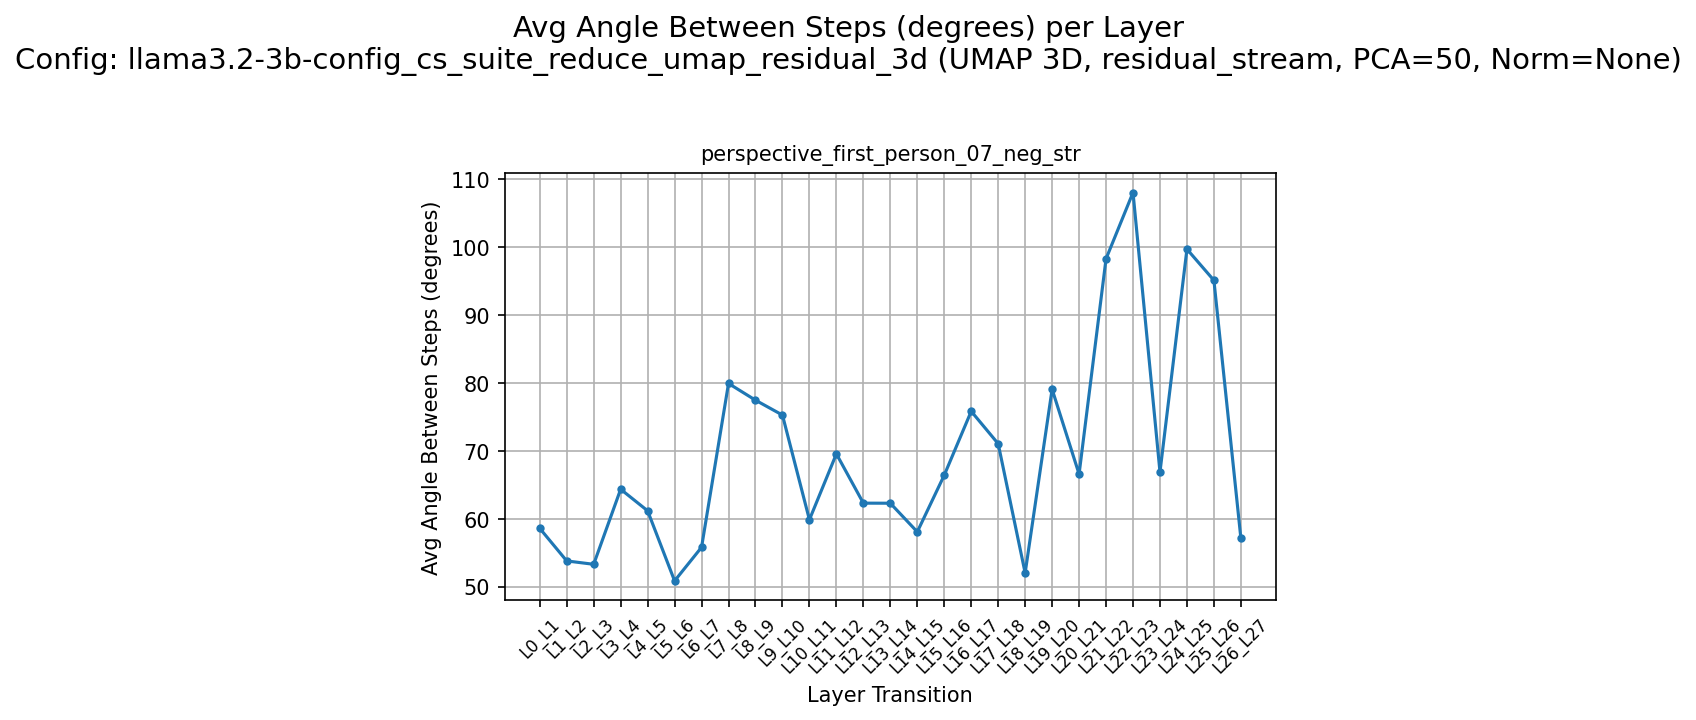 Avg Angle Between Steps (degrees) per Layer
Config: llama3.2-3b-config_cs_suite_reduce_umap_residual_3d (UMAP 3D, residual_stream, PCA=50, Norm=None)
perspective_first_person_07_neg_str
Avg Angle Between Steps (degrees)
110
100
90
80
70
60
50
L0_L1
L1_L2
L2_L3
L3_L4
L4_L5
L5_L6
L6_L7
L7_L8
L8_L9
L9_L10
L10_L11
L11_L12
L12_L13
L13_L14
L14_L15
L15_L16
L16_L17
L17_L18
L18_L19
L19_L20
L20_L21
L21_L22
L22_L23
L23_L24
L24_L25
L25_L26
L26_L27
Layer Transition